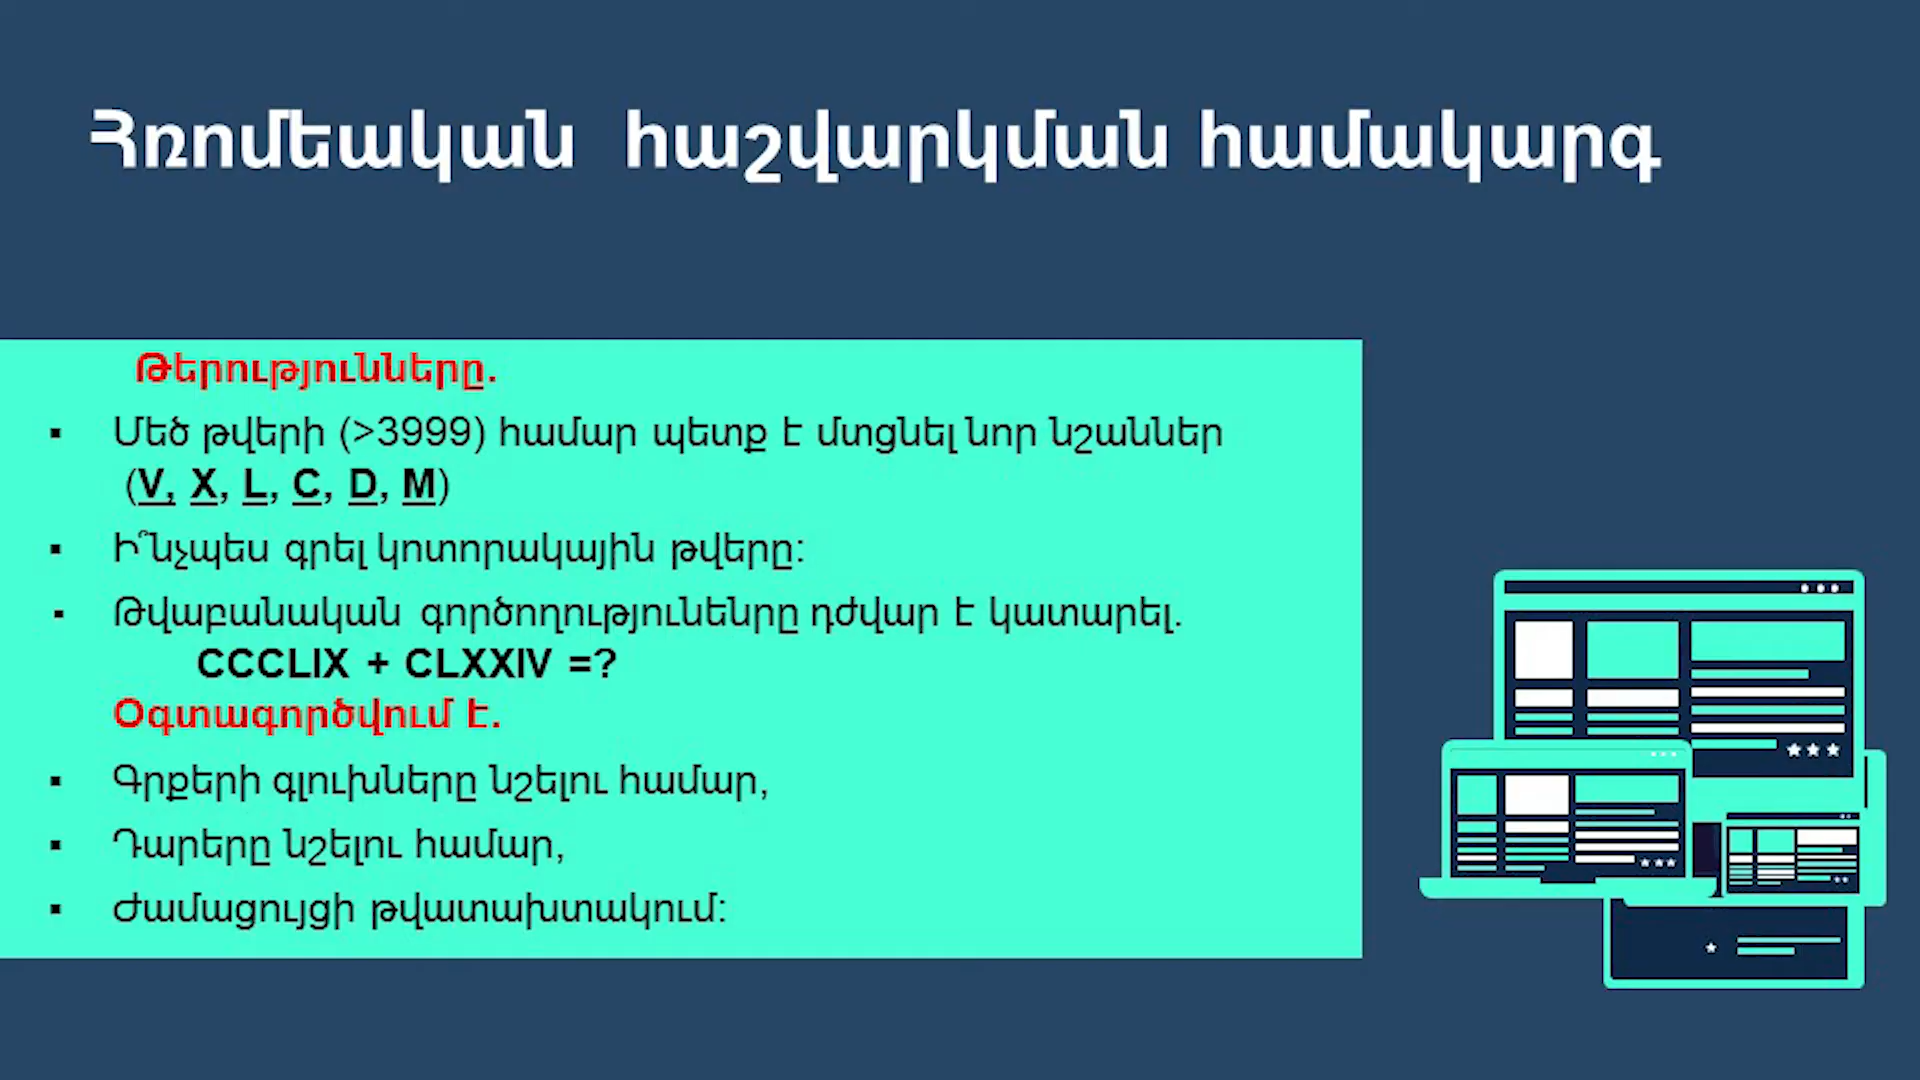 Հռոմեական հաշվարկման համակարգ
Թերությունները.
▪ Մեծ թվերի (>3999) համար պետք է մտցնել նոր նշաններ
(V, X, L, C, D, M)
▪ Ի՞նչպես գրել կոտորակային թվերը:
▪ Թվաբանական գործողությունենրը դժվար է կատարել.
CCCLIX + CLXXIV =?
Օգտագործվում է.
▪ Գրքերի գլուխները նշելու համար,
▪ Դարերը նշելու համար,
▪ Ժամացույցի թվատախտակում: